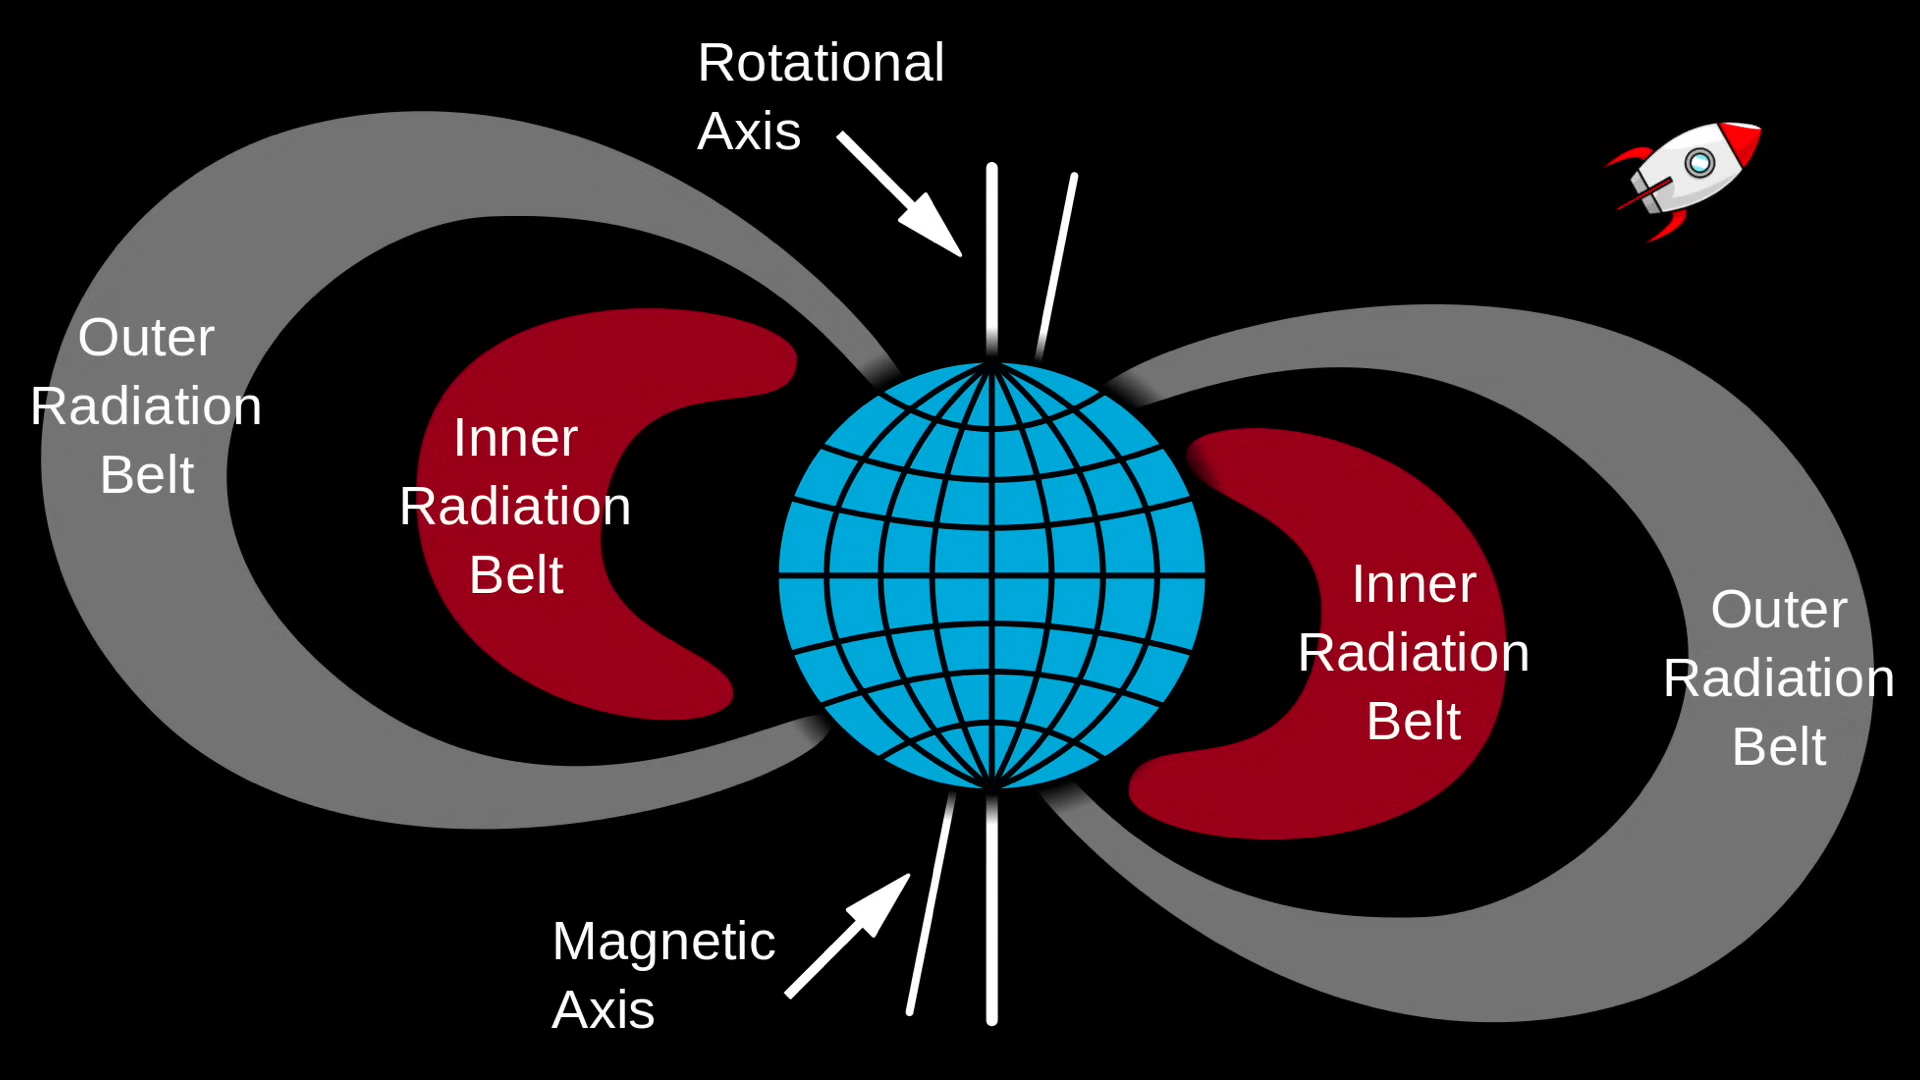 Rotational
Axis
Outer
Radiation
Belt
Inner
Radiation
Belt
Inner
Radiation
Belt
Outer
Radiation
Belt
Magnetic
Axis